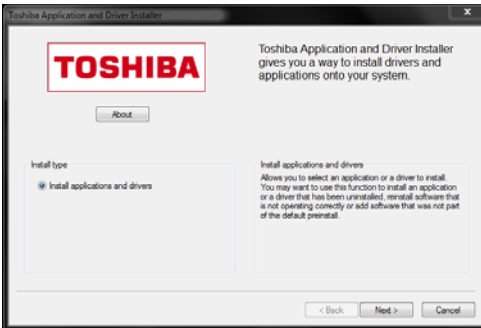 Toshiba Application and Driver Installer
x
TOSHIBA
Toshiba Application and Driver Installer
gives you a way to install drivers and
applications onto your system.
About
Install type
Install applications and drivers
Install applications and drivers
Allows you to select an application or a driver to install.
You may want to use this function to install an application
or a driver that has been uninstalled, reinstall software that
is not operating correctly or add software that was not part
of the default preinstall.
< Back
Next >
Cancel